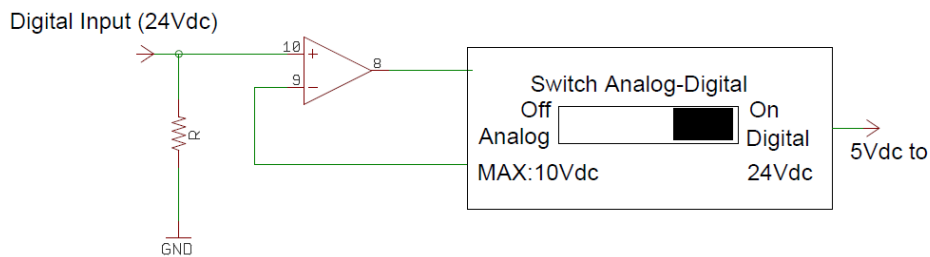 Digital Input (24Vdc)
10
+
9
−
8
R
GND
Switch Analog-Digital
Off
On
Analog
Digital
MAX:10Vdc
24Vdc
5Vdc to